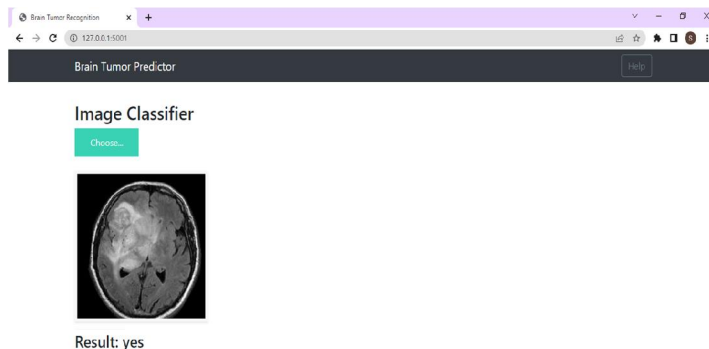 Brain Tumor Recognition
127.0.0.1:5001
S
Brain Tumor Predictor
Help
Image Classifier
Choose...
Result: yes